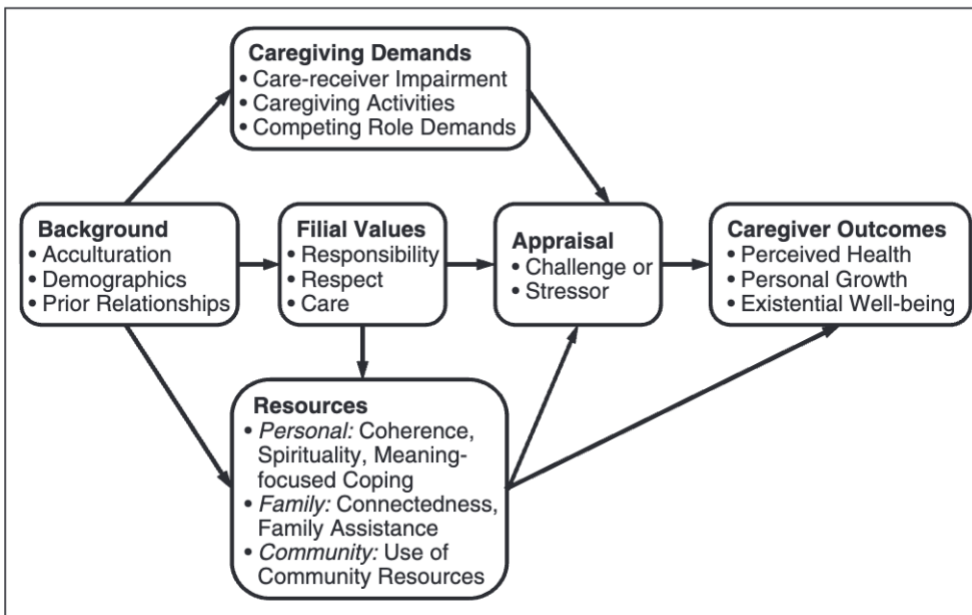 Caregiving Demands
• Care-receiver Impairment
• Caregiving Activities
• Competing Role Demands
Background
• Acculturation
• Demographics
• Prior Relationships
Filial Values
• Responsibility
• Respect
• Care
Appraisal
• Challenge or
• Stressor
Caregiver Outcomes
• Perceived Health
• Personal Growth
• Existential Well-being
Resources
• Personal: Coherence,
Spirituality, Meaning-
focused Coping
• Family: Connectedness,
Family Assistance
• Community: Use of
Community Resources